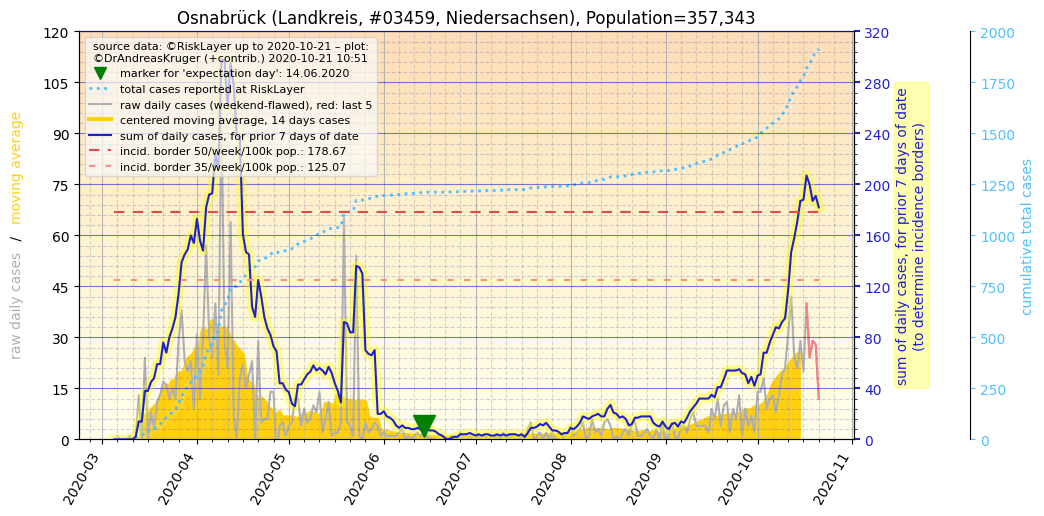 Osnabrück (Landkreis, #03459, Niedersachsen), Population=357,343
source data: ©RiskLayer up to 2020-10-21 – plot:
©DrAndreasKruger (+contrib.) 2020-10-21 10:51
marker for 'expectation day': 14.06.2020
total cases reported at RiskLayer
raw daily cases (weekend-flawed), red: last 5
centered moving average, 14 days cases
sum of daily cases, for prior 7 days of date
incid. border 50/week/100k pop.: 178.67
incid. border 35/week/100k pop.: 125.07
raw daily cases / moving average
120
105
90
75
60
45
30
15
0
320
280
240
200
160
120
80
40
0
sum of daily cases, for prior 7 days of date
(to determine incidence borders)
2000
1750
1500
1250
1000
750
500
250
0
cumulative total cases
2020-03
2020-04
2020-05
2020-06
2020-07
2020-08
2020-09
2020-10
2020-11